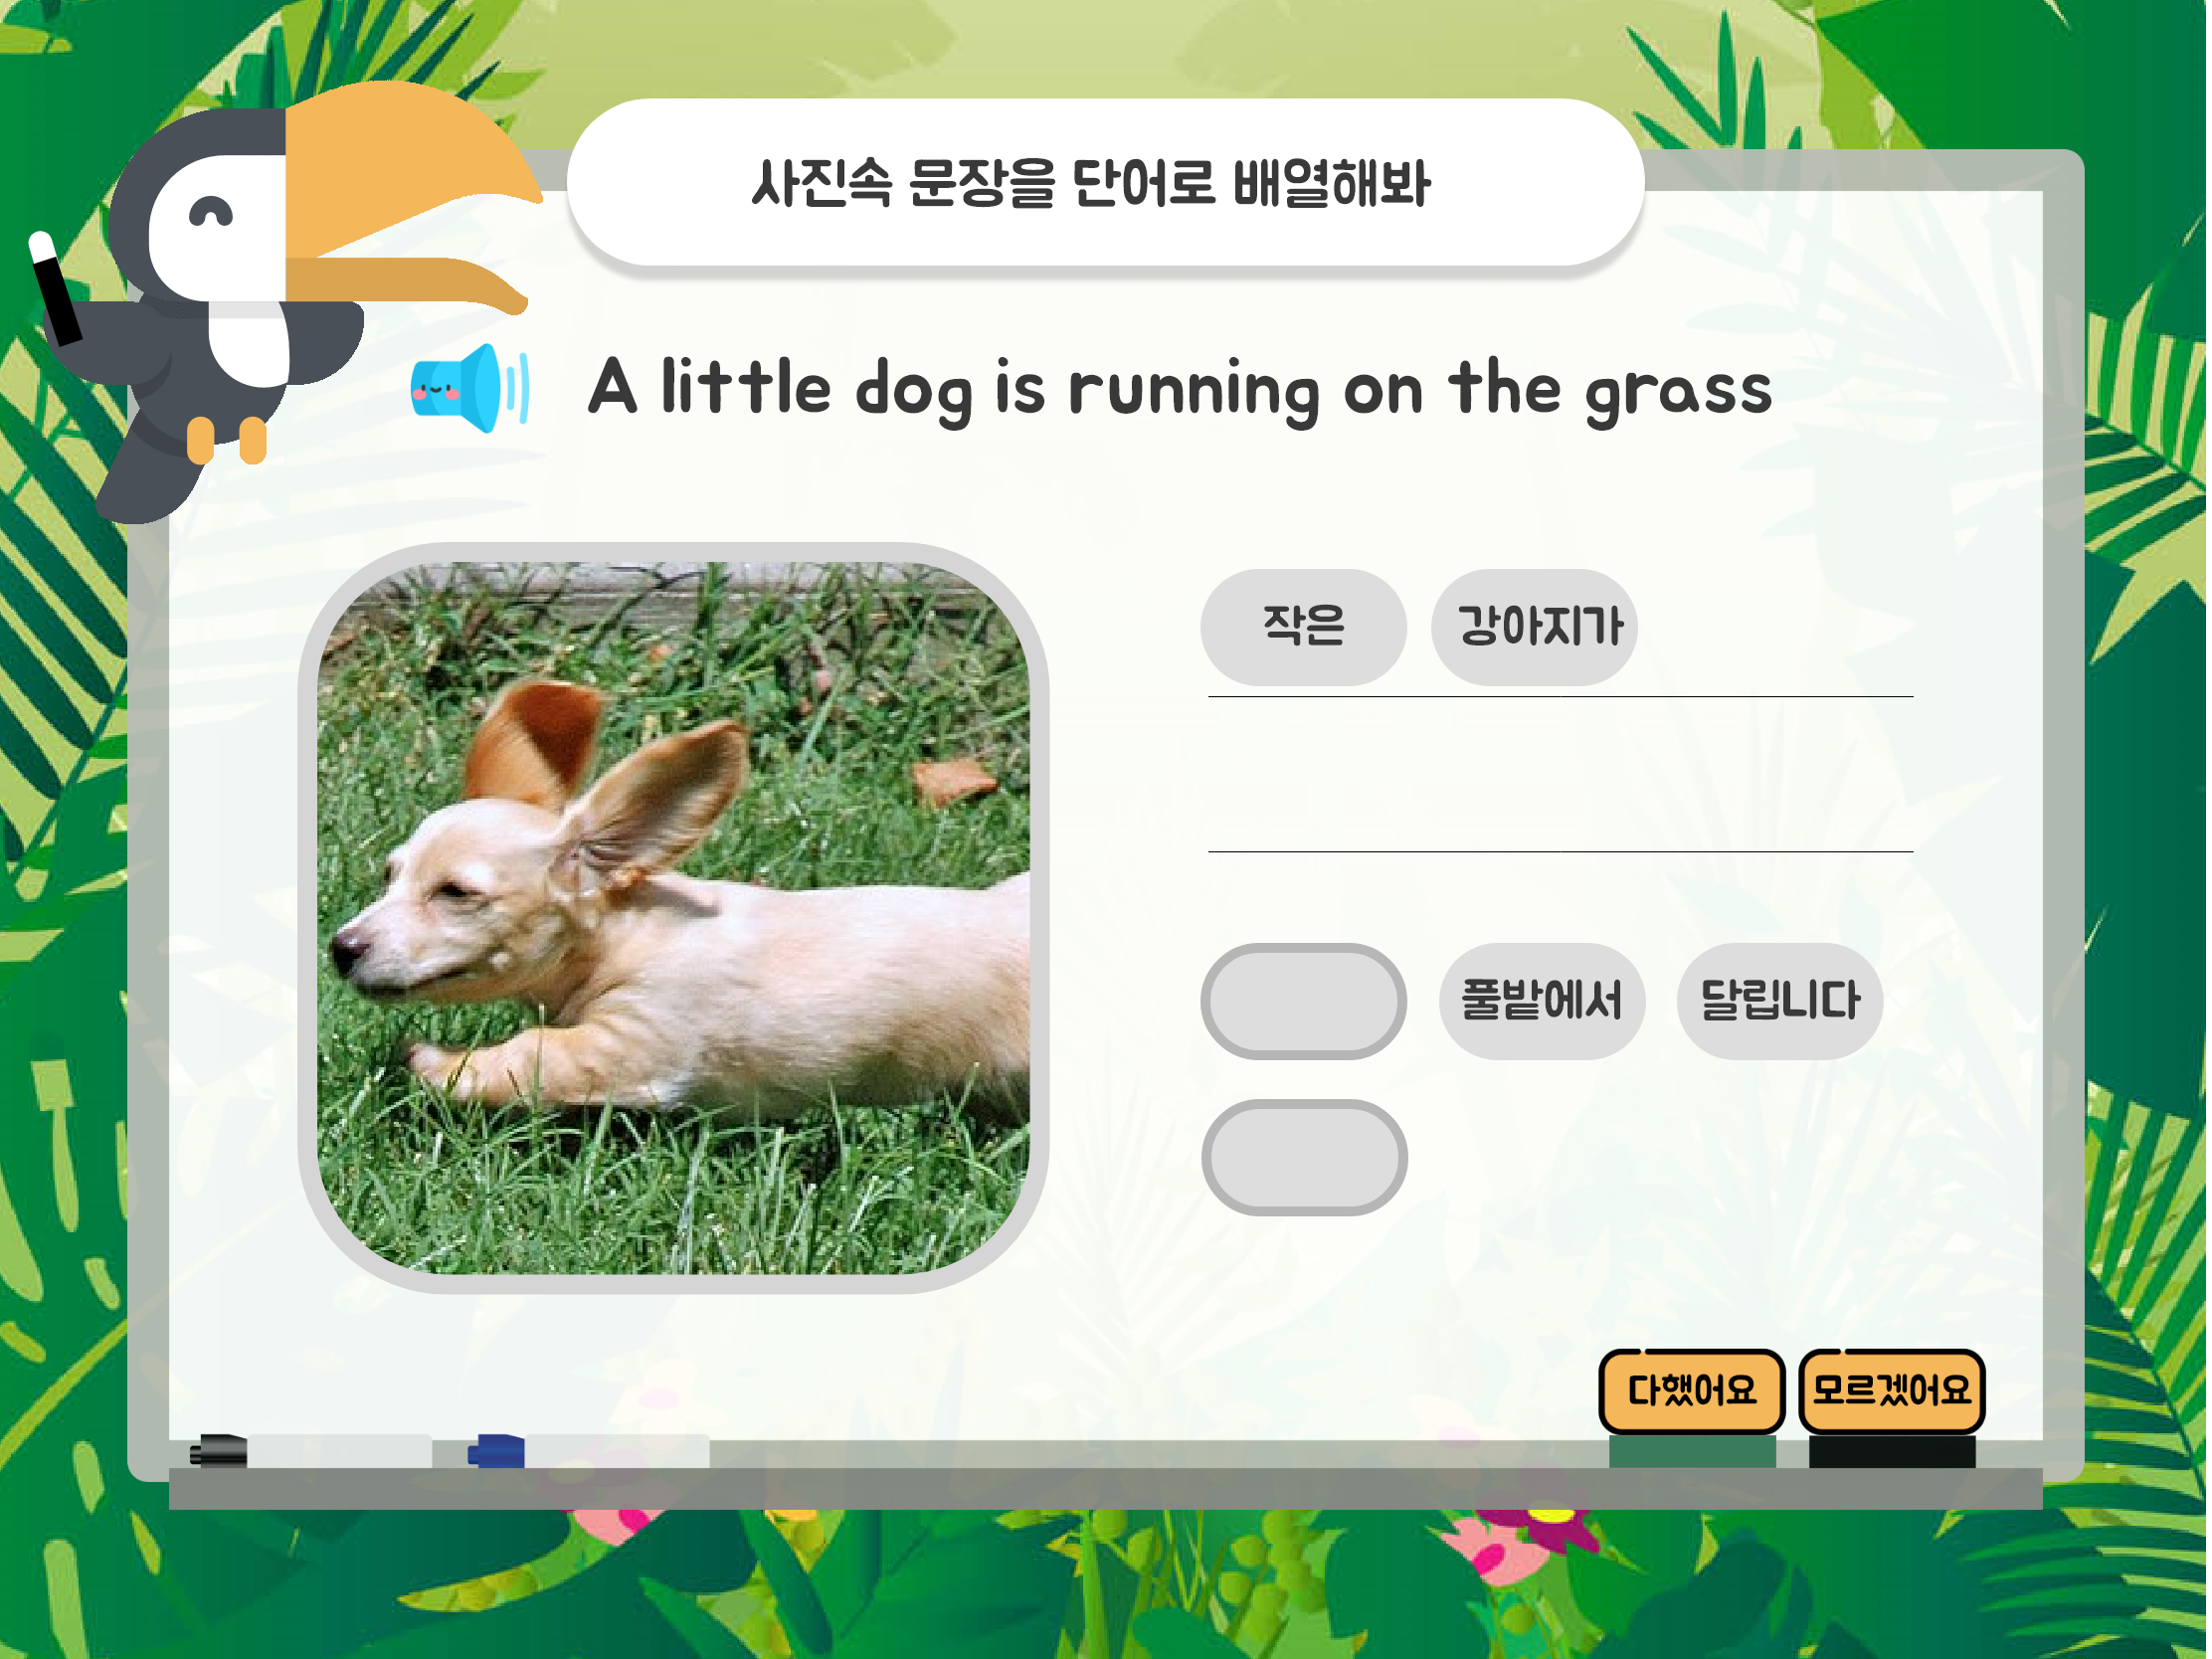 사진속 문장을 단어로 배열해봐
A little dog is running on the grass
작은 강아지가
풀밭에서 달립니다
다했어요 모르겠어요